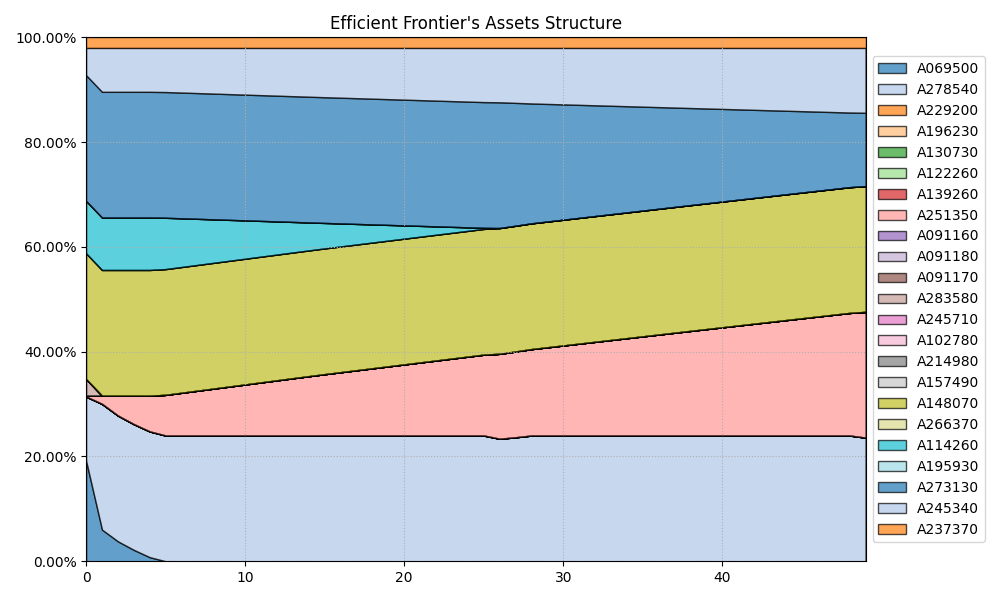 Efficient Frontier's Assets Structure
100.00%
80.00%
60.00%
40.00%
20.00%
0.00%
0
10
20
30
40
A069500
A278540
A229200
A196230
A130730
A122260
A139260
A251350
A091160
A091180
A091170
A283580
A245710
A102780
A214980
A157490
A148070
A266370
A114260
A195930
A273130
A245340
A237370